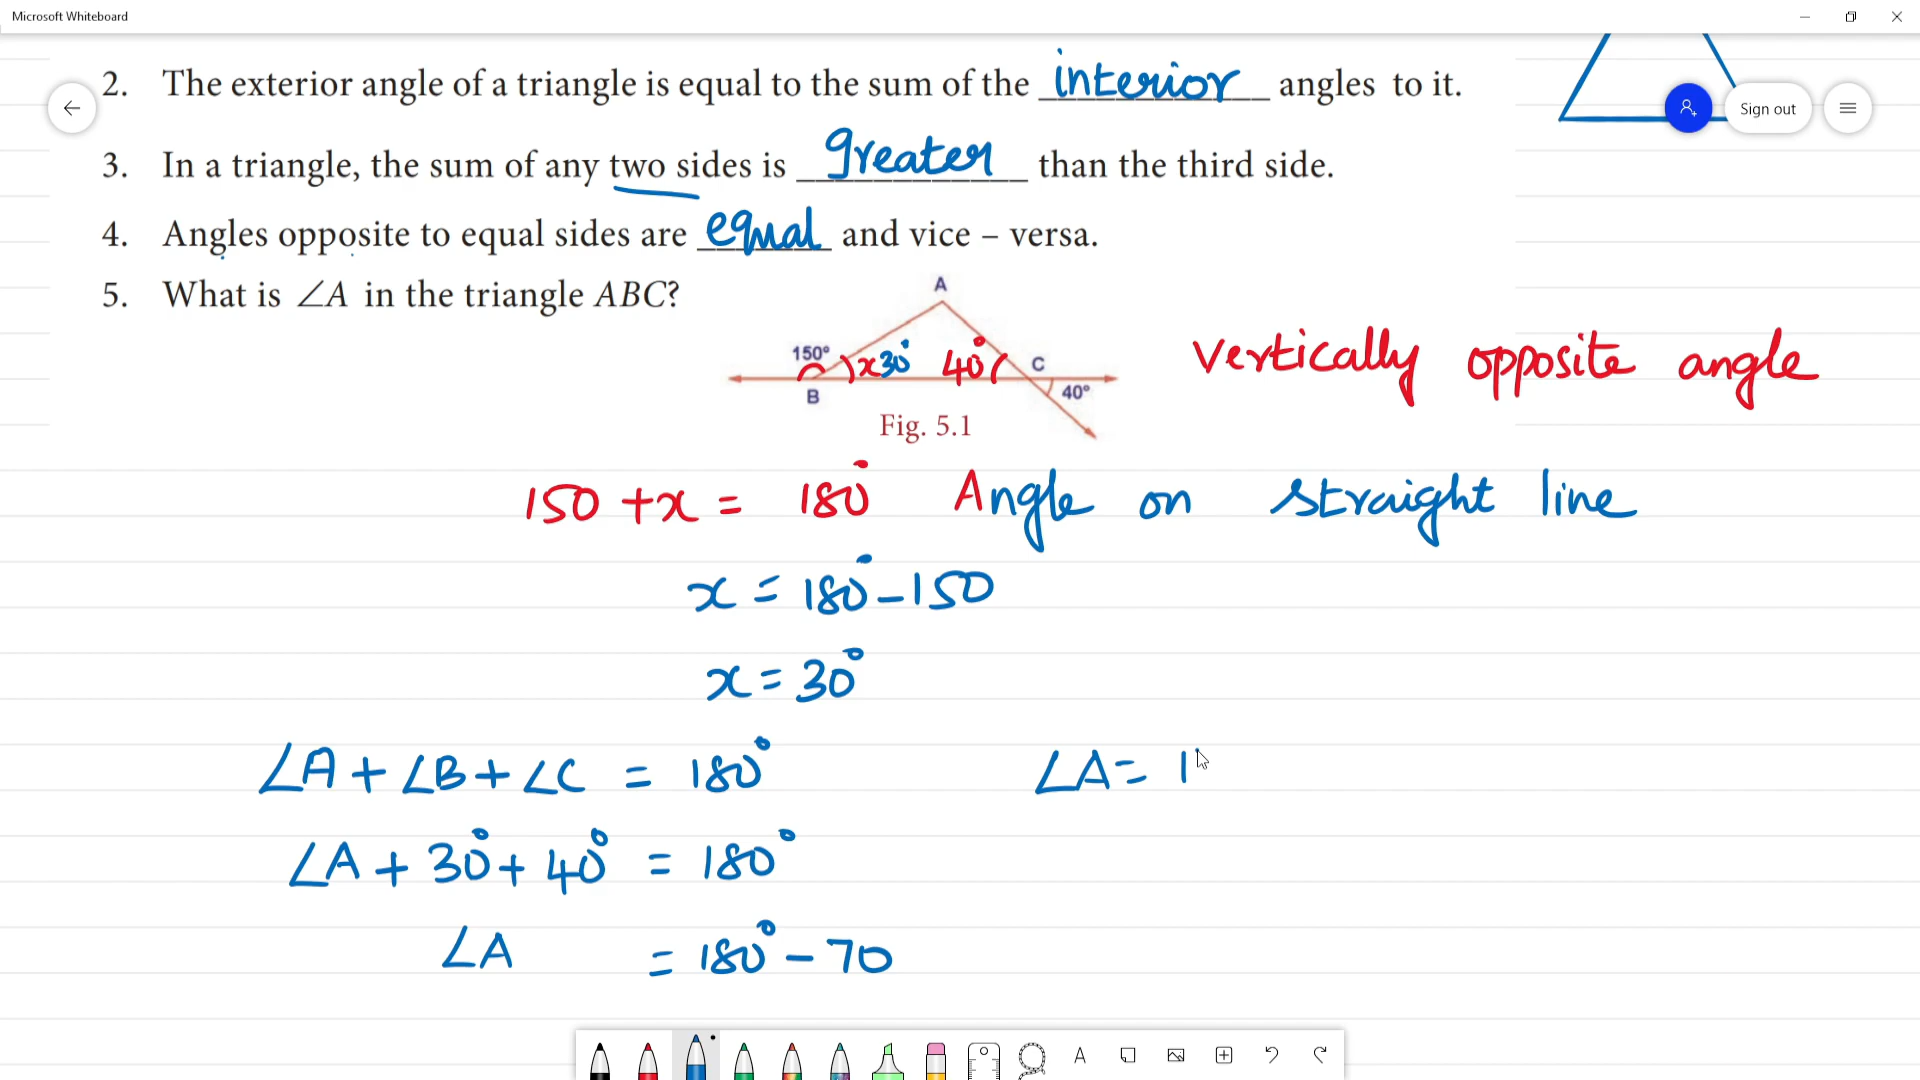 Microsoft Whiteboard
2. The exterior angle of a triangle is equal to the sum of the interior angles to it.
Sign out
3. In a triangle, the sum of any two sides is greater than the third side.
4. Angles opposite to equal sides are equal and vice – versa.
5. What is ∠A in the triangle ABC?
A
150° x 30° 40° C
B 40°
Fig. 5.1
Vertically opposite angle
150 + x = 180° Angle on straight line
x = 180° – 150
x = 30°
∠A + ∠B + ∠C = 180° ∠A = 1
∠A + 30° + 40° = 180°
∠A = 180° – 70
A